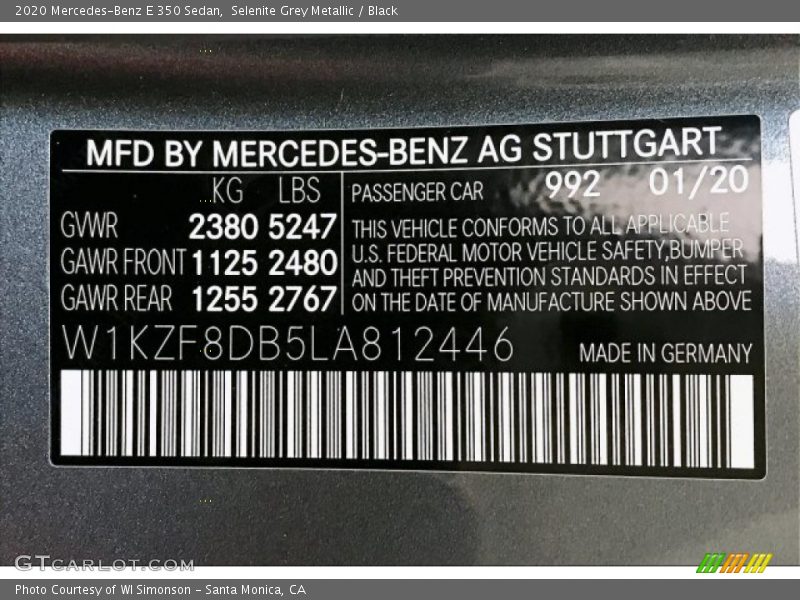 2020 Mercedes-Benz E 350 Sedan, Selenite Grey Metallic / Black
MFD BY MERCEDES-BENZ AG STUTTGART
KG LBS
GVWR 2380 5247
GAWR FRONT 1125 2480
GAWR REAR 1255 2767
PASSENGER CAR 992 01/20
THIS VEHICLE CONFORMS TO ALL APPLICABLE
U.S. FEDERAL MOTOR VEHICLE SAFETY,BUMPER
AND THEFT PREVENTION STANDARDS IN EFFECT
ON THE DATE OF MANUFACTURE SHOWN ABOVE
W1KZF8DB5LA812446
MADE IN GERMANY
GTCARLOT.COM
Photo Courtesy of WI Simonson - Santa Monica, CA